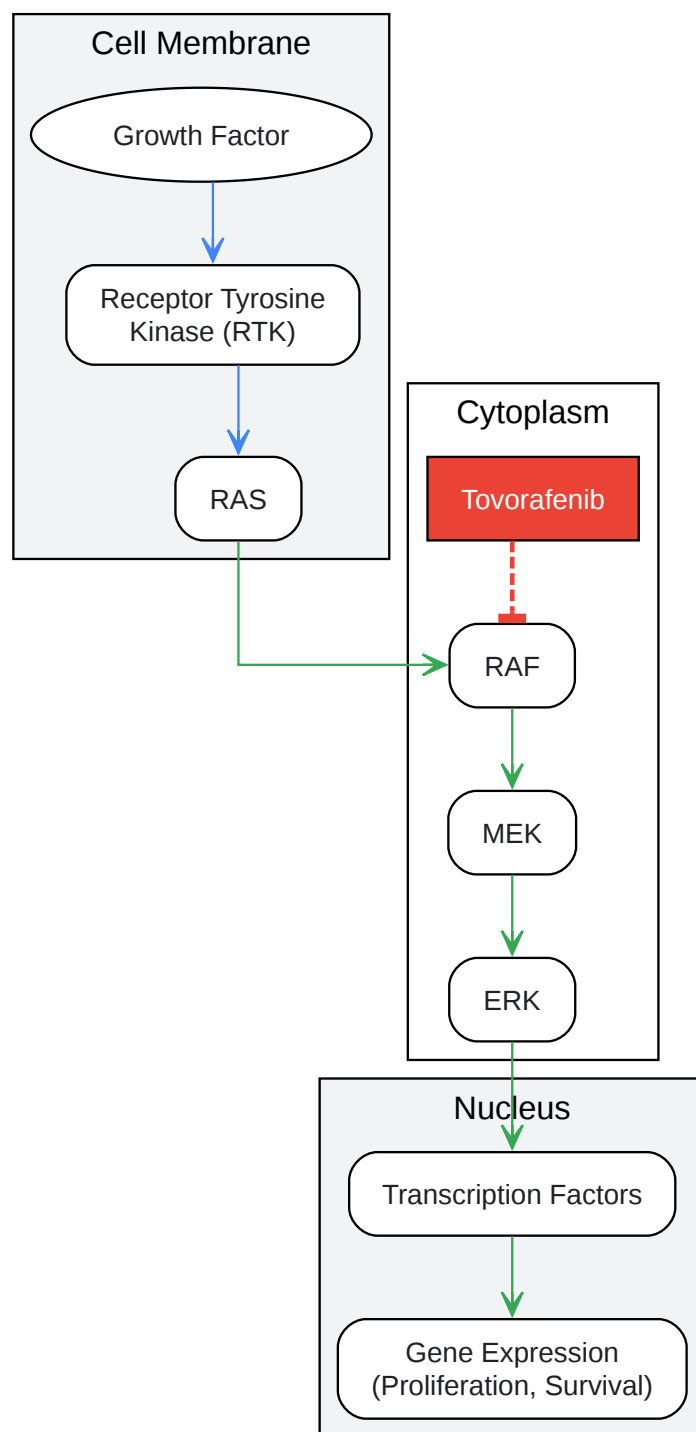 Cell Membrane
Growth Factor
Receptor Tyrosine
Kinase (RTK)
RAS
Cytoplasm
Tovorafenib
RAF
MEK
ERK
Nucleus
Transcription Factors
Gene Expression
(Proliferation, Survival)